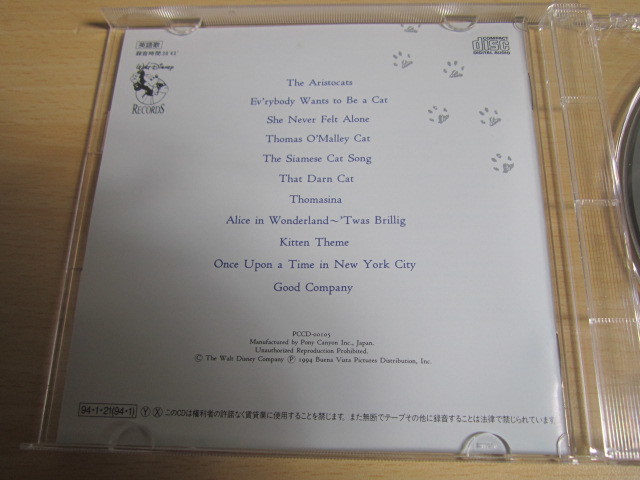 英語歌
COMPACT
disc
DIGITAL AUDIO
Walt Disney
RECORDS
The Aristocats
Ev'rybody Wants to Be a Cat
She Never Felt Alone
Thomas O'Malley Cat
The Siamese Cat Song
That Darn Cat
Thomasina
Alice in Wonderland~'Twas Brillig
Kitten Theme
Once Upon a Time in New York City
Good Company
PCCD-00105
Manufactured by Pony Canyon Inc., Japan.
Unauthorized Reproduction Prohibited.
Ⓒ The Walt Disney Company Ⓟ 1994 Buena Vista Pictures Distribution, Inc.
94・1・21(94・1) Ⓨ Ⓧ このCDは権利者の許諾なく賃貸業に使用することを禁じます。また無断でテープその他に録音することは法律で禁じられています。